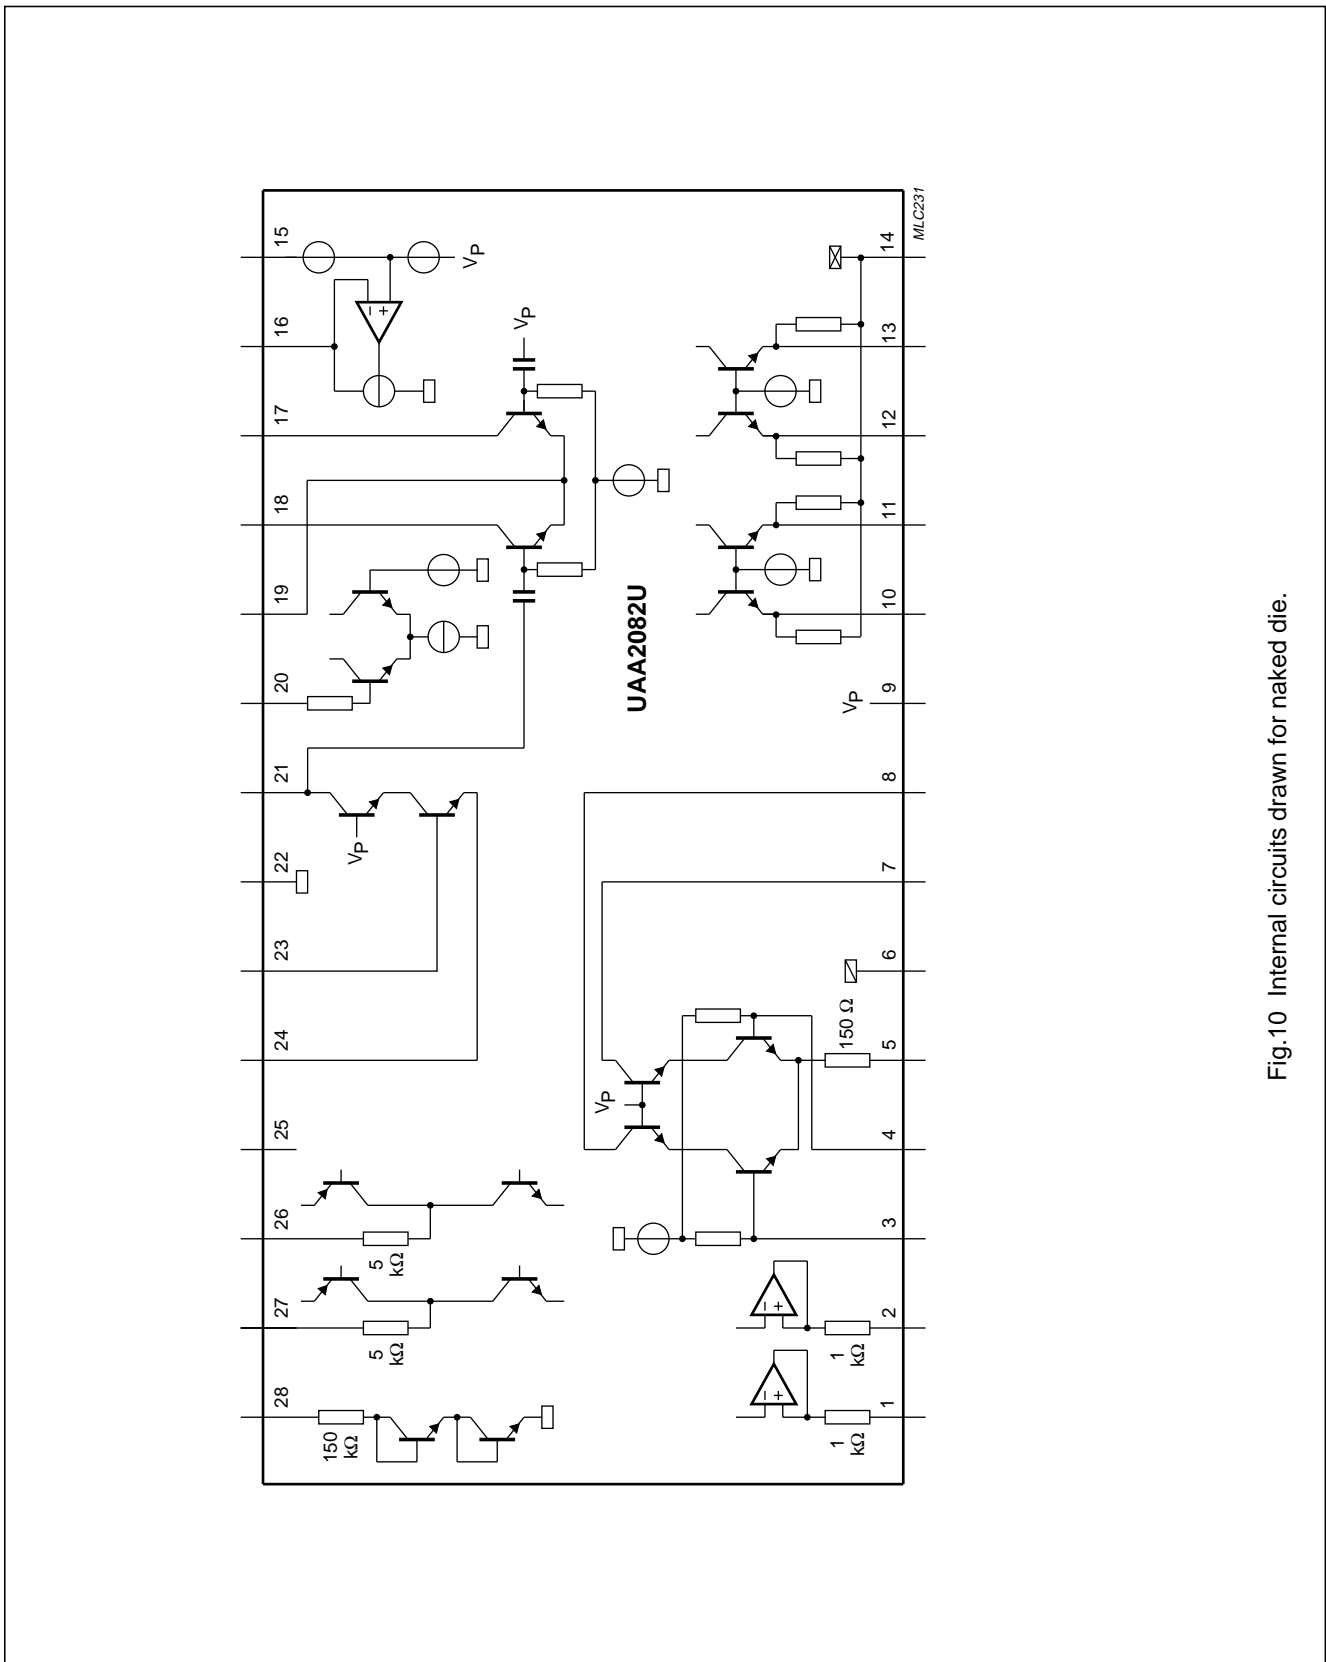 28
27
26
25
24
23
22
21
20
19
18
17
16
15
150
kΩ
5
kΩ
5
kΩ
VP
VP
VP
UAA2082U
VP
VP
1
kΩ
1
kΩ
150 Ω
1
2
3
4
5
6
7
8
9
10
11
12
13
14
MLC231
Fig.10 Internal circuits drawn for naked die.